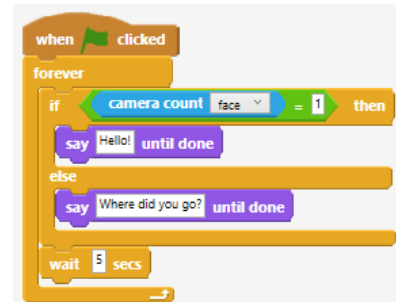 when clicked
forever
if camera count face = 1 then
say Hello! until done
else
say Where did you go? until done
wait 5 secs